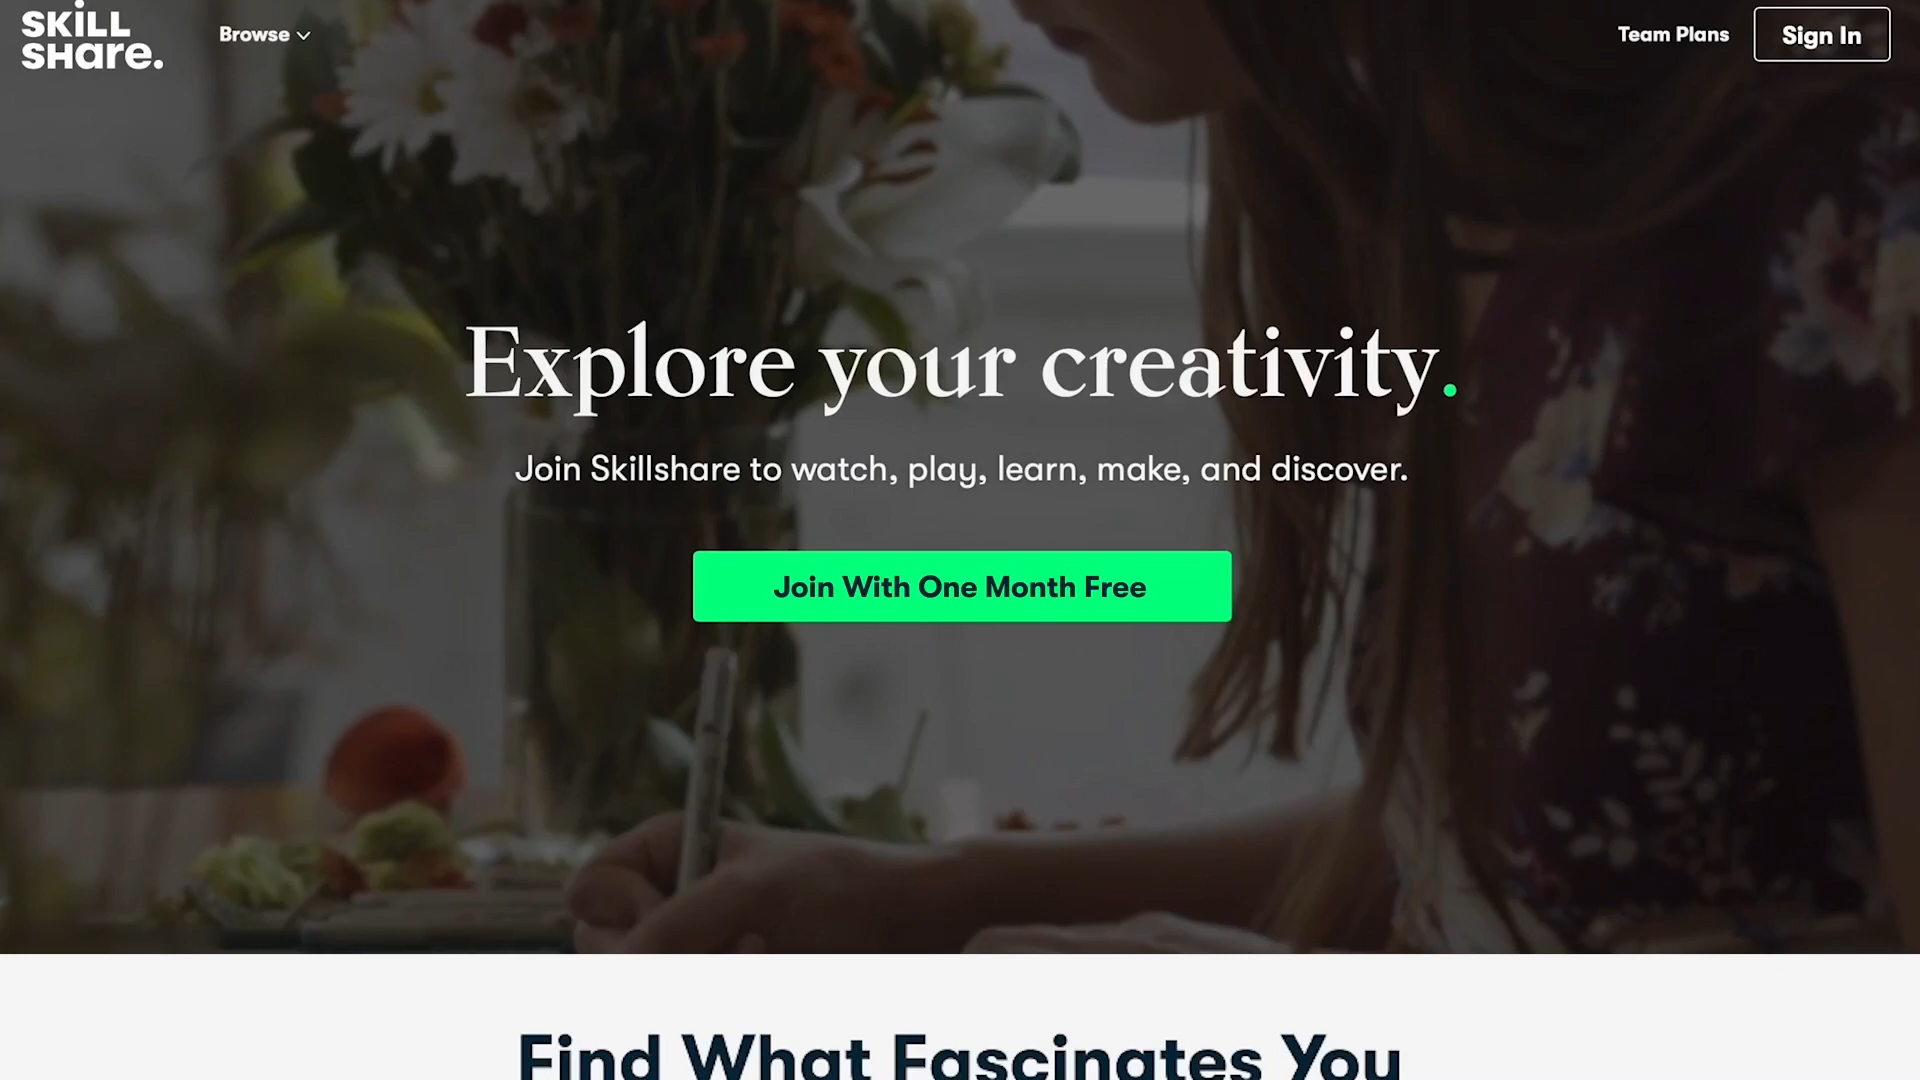 SKiLL
SHare.
Browse
Team Plans
Sign In
Explore your creativity.
Join Skillshare to watch, play, learn, make, and discover.
Join With One Month Free
Find What Fascinates You